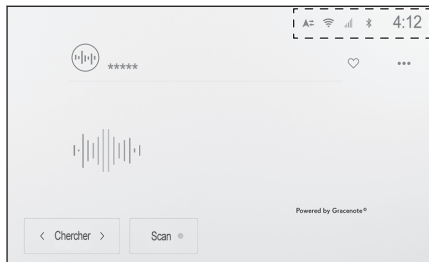 A 4:12
*****
Powered by Gracenote®
< Chercher >
Scan